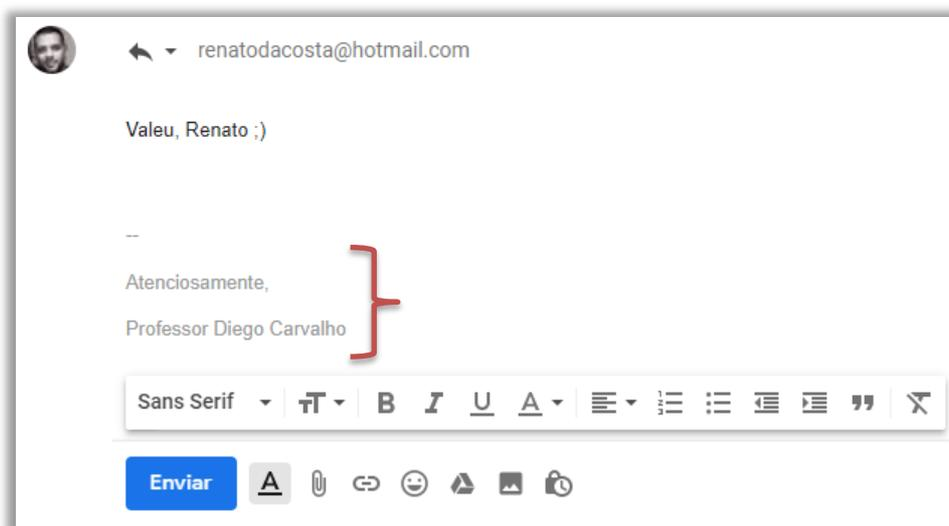 renatodacosta@hotmail.com
Valeu, Renato ;)
--
Atenciosamente,
Professor Diego Carvalho
Sans Serif
Enviar